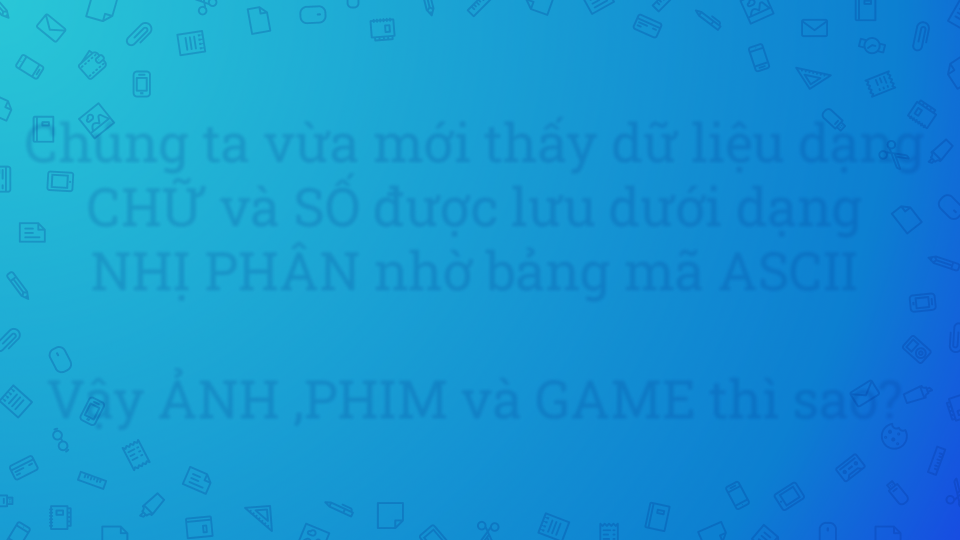 Chúng ta vừa mới thấy dữ liệu dạng
CHỮ và SỐ được lưu dưới dạng
NHỊ PHÂN nhờ bảng mã ASCII
Vậy ẢNH ,PHIM và GAME thì sao?